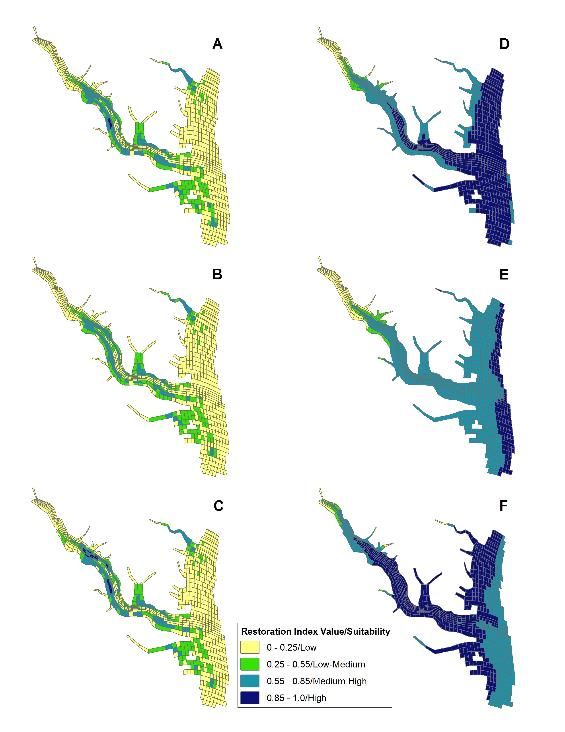 A
D
B
E
C
F
Restoration Index Value/Suitability
0 - 0.25/Low
0.25 - 0.55/Low-Medium
0.55 - 0.85/Medium-High
0.85 - 1.0/High